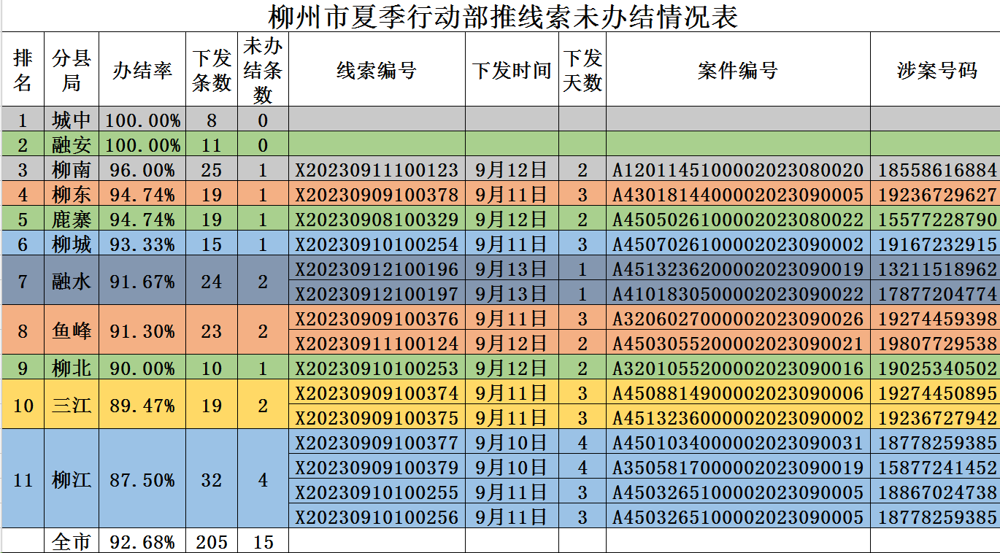 柳州市夏季行动部推线索未办结情况表
排名 分县局 办结率 下发条数 未办结条数 线索编号 下发时间 下发天数 案件编号 涉案号码
1 城中 100.00% 8 0
2 融安 100.00% 11 0
3 柳南 96.00% 25 1 X20230911100123 9月12日 2 A1201145100002023080020 18558616884
4 柳东 94.74% 19 1 X20230909100378 9月11日 3 A4301814400002023090005 19236729627
5 鹿寨 94.74% 19 1 X20230908100329 9月12日 2 A4505026100002023080022 15577228790
6 柳城 93.33% 15 1 X20230910100254 9月11日 3 A4507026100002023090002 19167232915
7 融水 91.67% 24 2 X20230912100196 9月13日 1 A4513236200002023090019 13211518962
X20230912100197 9月13日 1 A4101830500002023090022 17877204774
8 鱼峰 91.30% 23 2 X20230909100376 9月11日 3 A3206027000002023090026 19274459398
X20230911100124 9月12日 2 A4503055200002023090021 19807729538
9 柳北 90.00% 10 1 X20230910100253 9月12日 2 A3201055200002023090016 19025340502
10 三江 89.47% 19 2 X20230909100374 9月11日 3 A4508814900002023090006 19274450895
X20230909100375 9月11日 3 A4513236000002023090002 19236727942
11 柳江 87.50% 32 4 X20230909100377 9月10日 4 A4501034000002023090031 18778259385
X20230909100379 9月10日 4 A3505817000002023090019 15877241452
X20230910100255 9月11日 3 A4503265100002023090005 18867024738
X20230910100256 9月11日 3 A4503265100002023090005 18778259385
全市 92.68% 205 15